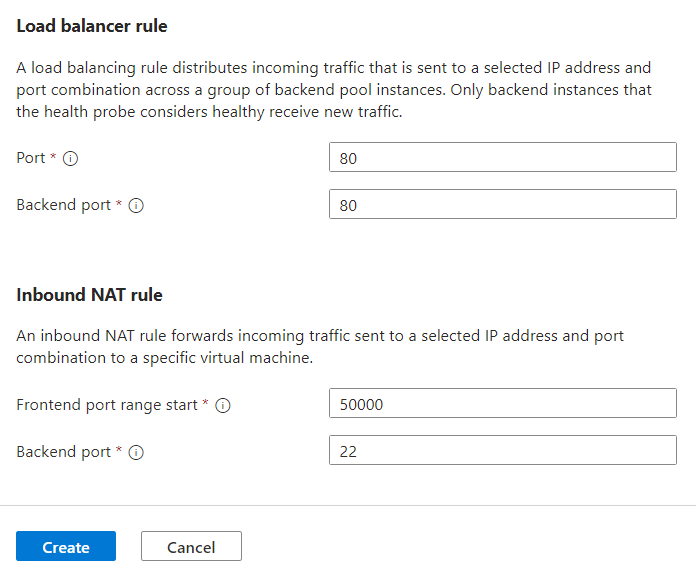 Load balancer rule
A load balancing rule distributes incoming traffic that is sent to a selected IP address and
port combination across a group of backend pool instances. Only backend instances that
the health probe considers healthy receive new traffic.
Port * i 80
Backend port * i 80
Inbound NAT rule
An inbound NAT rule forwards incoming traffic sent to a selected IP address and port
combination to a specific virtual machine.
Frontend port range start * i 50000
Backend port * i 22
Create Cancel